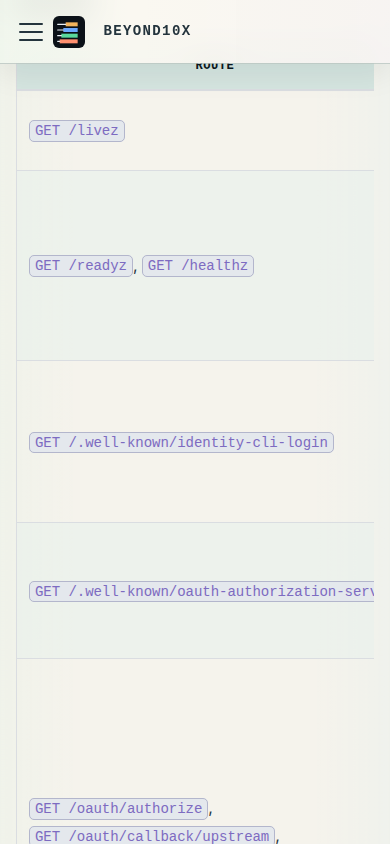 BEYOND10X
ROUTE
GET /livez
GET /readyz, GET /healthz
GET /.well-known/identity-cli-login
GET /.well-known/oauth-authorization-serv
GET /oauth/authorize,
GET /oauth/callback/upstream,